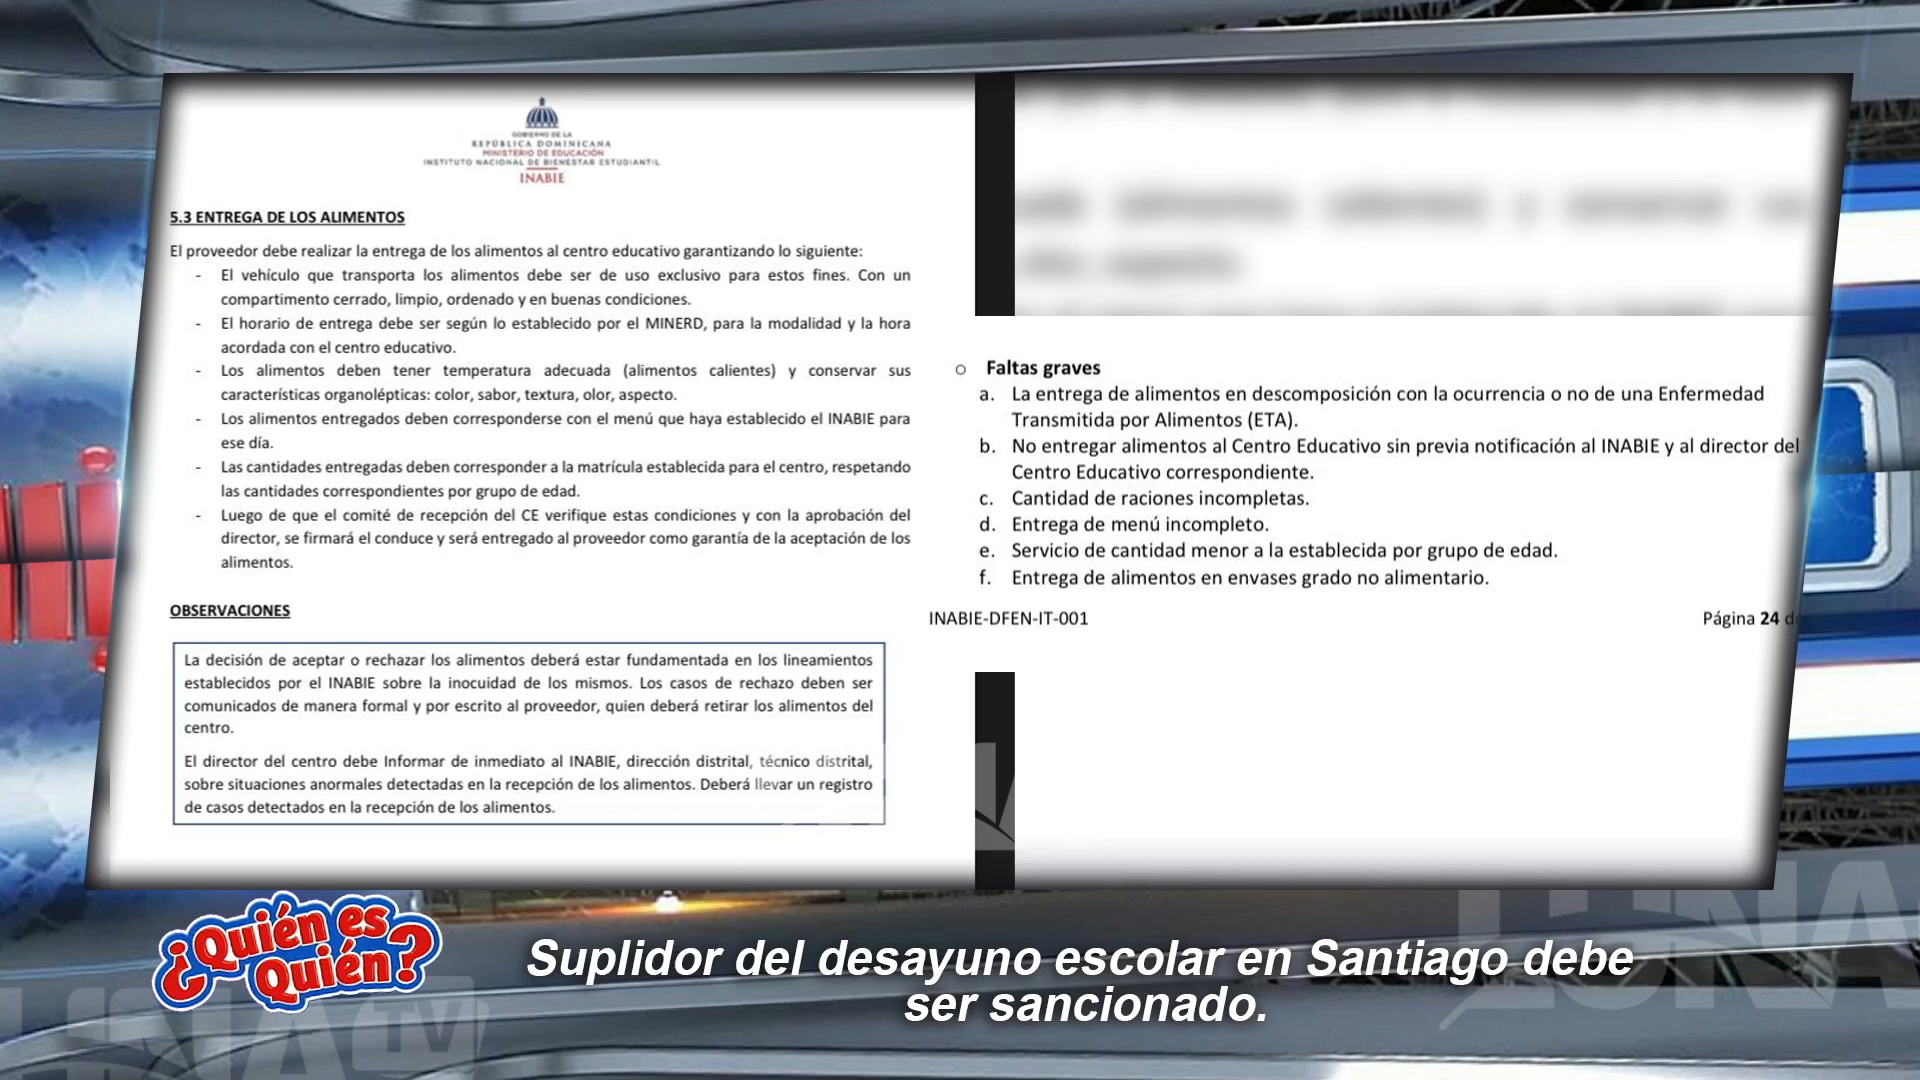 GOBIERNO DE LA
REPÚBLICA DOMINICANA
MINISTERIO DE EDUCACIÓN
INSTITUTO NACIONAL DE BIENESTAR ESTUDIANTIL
INABIE
5.3 ENTREGA DE LOS ALIMENTOS
El proveedor debe realizar la entrega de los alimentos al centro educativo garantizando lo siguiente:
- El vehículo que transporta los alimentos debe ser de uso exclusivo para estos fines. Con un
compartimento cerrado, limpio, ordenado y en buenas condiciones.
- El horario de entrega debe ser según lo establecido por el MINERD, para la modalidad y la hora
acordada con el centro educativo.
- Los alimentos deben tener temperatura adecuada (alimentos calientes) y conservar sus
características organolépticas: color, sabor, textura, olor, aspecto.
- Los alimentos entregados deben corresponderse con el menú que haya establecido el INABIE para
ese día.
- Las cantidades entregadas deben corresponder a la matrícula establecida para el centro, respetando
las cantidades correspondientes por grupo de edad.
- Luego de que el comité de recepción del CE verifique estas condiciones y con la aprobación del
director, se firmará el conduce y será entregado al proveedor como garantía de la aceptación de los
alimentos.
OBSERVACIONES
La decisión de aceptar o rechazar los alimentos deberá estar fundamentada en los lineamientos
establecidos por el INABIE sobre la inocuidad de los mismos. Los casos de rechazo deben ser
comunicados de manera formal y por escrito al proveedor, quien deberá retirar los alimentos del
centro.
El director del centro debe Informar de inmediato al INABIE, dirección distrital, técnico distrital,
sobre situaciones anormales detectadas en la recepción de los alimentos. Deberá llevar un registro
de casos detectados en la recepción de los alimentos.
○ Faltas graves
a. La entrega de alimentos en descomposición con la ocurrencia o no de una Enfermedad
Transmitida por Alimentos (ETA).
b. No entregar alimentos al Centro Educativo sin previa notificación al INABIE y al director del
Centro Educativo correspondiente.
c. Cantidad de raciones incompletas.
d. Entrega de menú incompleto.
e. Servicio de cantidad menor a la establecida por grupo de edad.
f. Entrega de alimentos en envases grado no alimentario.
INABIE-DFEN-IT-001
Página 24 d
¿Quién es
Quién?
Suplidor del desayuno escolar en Santiago debe
ser sancionado.
LUNA TV
LUNA